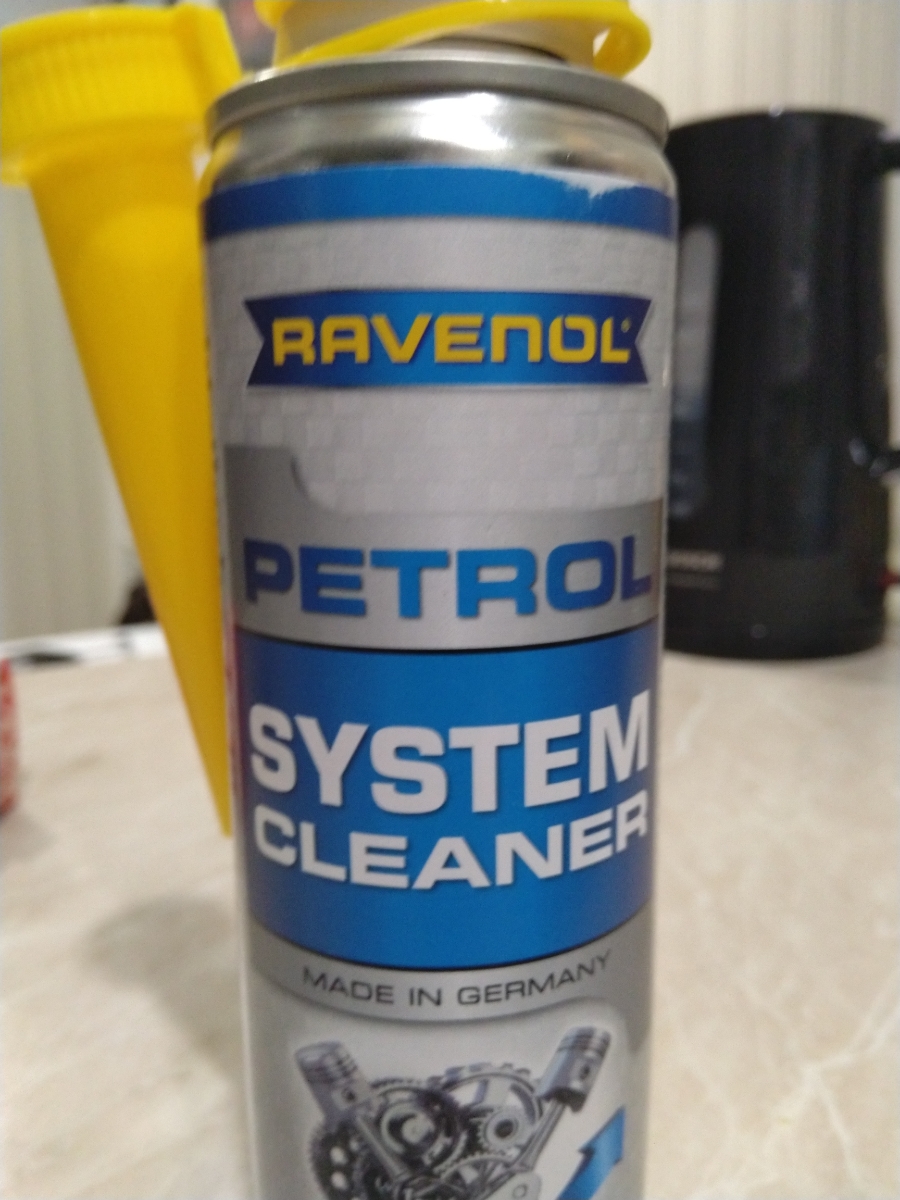 RAVENOL®
PETROL
SYSTEM
CLEANER
MADE IN GERMANY